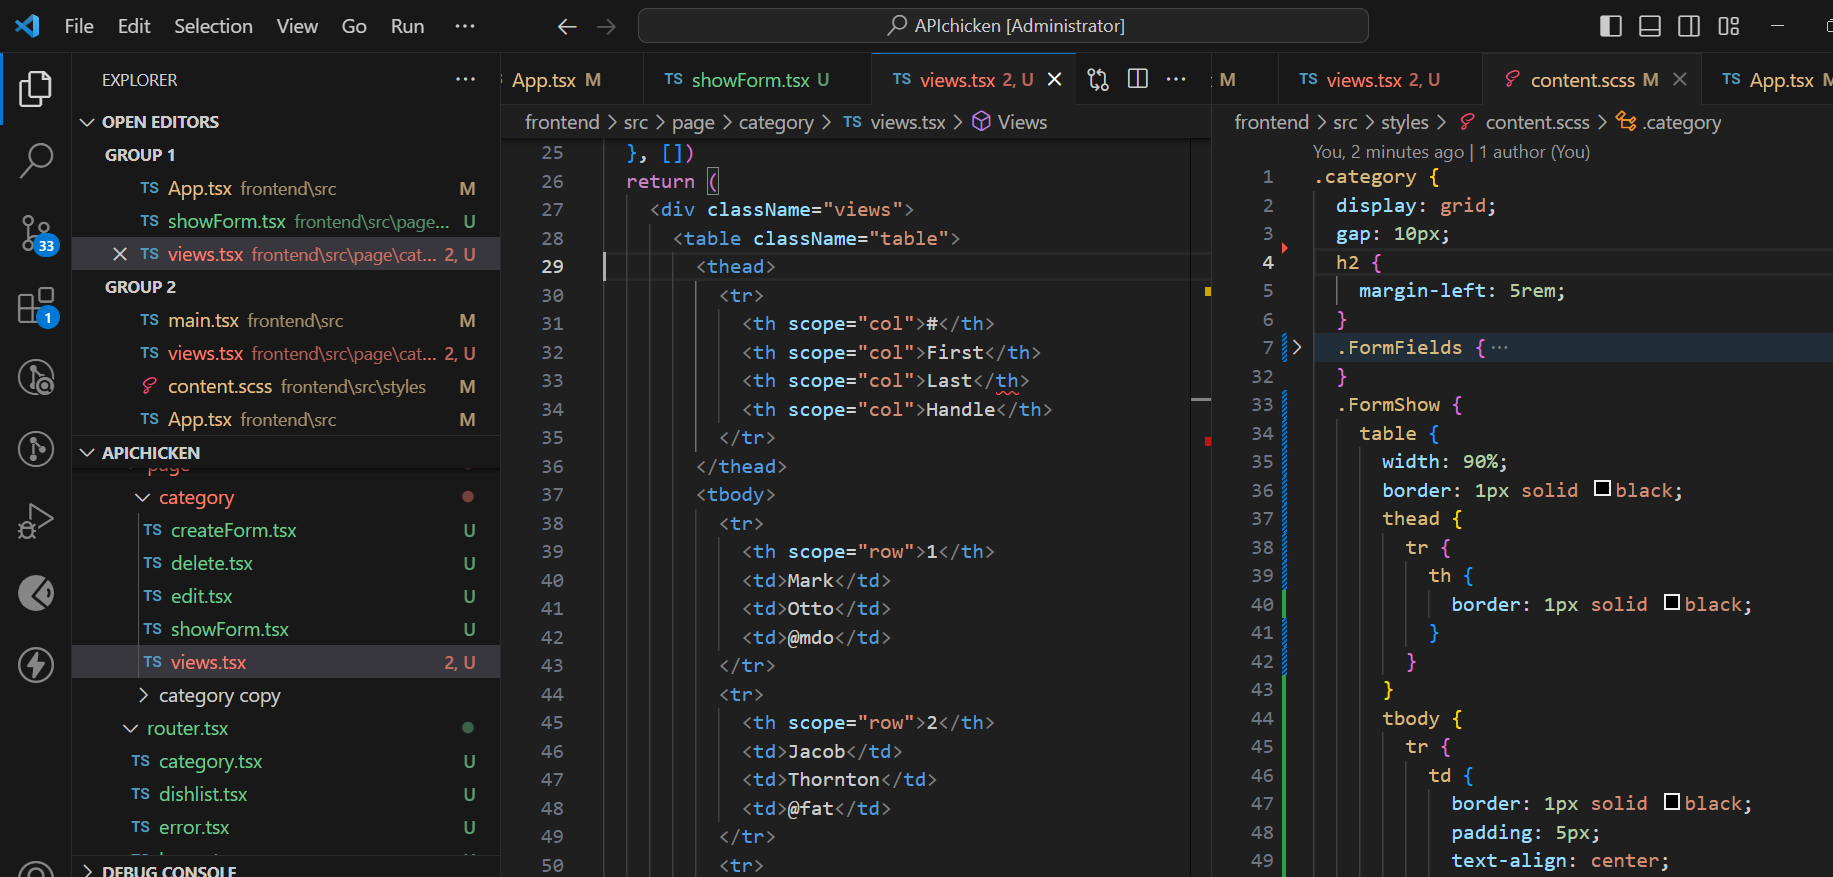 File Edit Selection View Go Run ···
APIchicken [Administrator]
EXPLORER
OPEN EDITORS
GROUP 1
TS App.tsx frontend\src M
TS showForm.tsx frontend\src\page... U
TS views.tsx frontend\src\page\cat... 2, U
GROUP 2
TS main.tsx frontend\src M
TS views.tsx frontend\src\page\cat... 2, U
content.scss frontend\src\styles M
TS App.tsx frontend\src M
APICHICKEN
page
category
TS createForm.tsx U
TS delete.tsx U
TS edit.tsx U
TS showForm.tsx U
TS views.tsx 2, U
category copy
router.tsx
TS category.tsx U
TS dishlist.tsx U
TS error.tsx U
DEBUG CONSOLE
33
1
App.tsx M
TS showForm.tsx U
TS views.tsx 2, U
frontend > src > page > category > TS views.tsx > Views
25 }, [])
26 return (
27 <div className="views">
28 <table className="table">
29 <thead>
30 <tr>
31 <th scope="col">#</th>
32 <th scope="col">First</th>
33 <th scope="col">Last</th>
34 <th scope="col">Handle</th>
35 </tr>
36 </thead>
37 <tbody>
38 <tr>
39 <th scope="row">1</th>
40 <td>Mark</td>
41 <td>Otto</td>
42 <td>@mdo</td>
43 </tr>
44 <tr>
45 <th scope="row">2</th>
46 <td>Jacob</td>
47 <td>Thornton</td>
48 <td>@fat</td>
49 </tr>
50 <tr>
M
TS views.tsx 2, U
content.scss M
TS App.tsx M
frontend > src > styles > content.scss > .category
You, 2 minutes ago | 1 author (You)
1 .category {
2 display: grid;
3 gap: 10px;
4 h2 {
5 margin-left: 5rem;
6 }
7 .FormFields { ···
32 }
33 .FormShow {
34 table {
35 width: 90%;
36 border: 1px solid black;
37 thead {
38 tr {
39 th {
40 border: 1px solid black;
41 }
42 }
43 }
44 tbody {
45 tr {
46 td {
47 border: 1px solid black;
48 padding: 5px;
49 text-align: center;